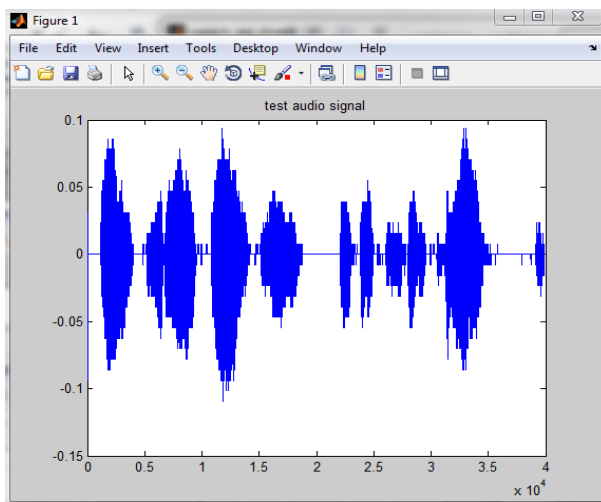 Figure 1
File Edit View Insert Tools Desktop Window Help
test audio signal
0.1
0.05
0
-0.05
-0.1
-0.15
0 0.5 1 1.5 2 2.5 3 3.5 4
x 10^4